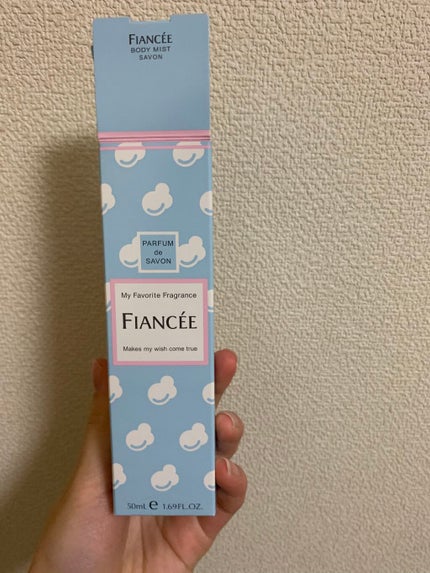 FIANCÉE
BODY MIST
SAVON
PARFUM
de
SAVON
My Favorite Fragrance
FIANCÉE
Makes my wish come true
50mL ℮ 1.69FL.OZ.